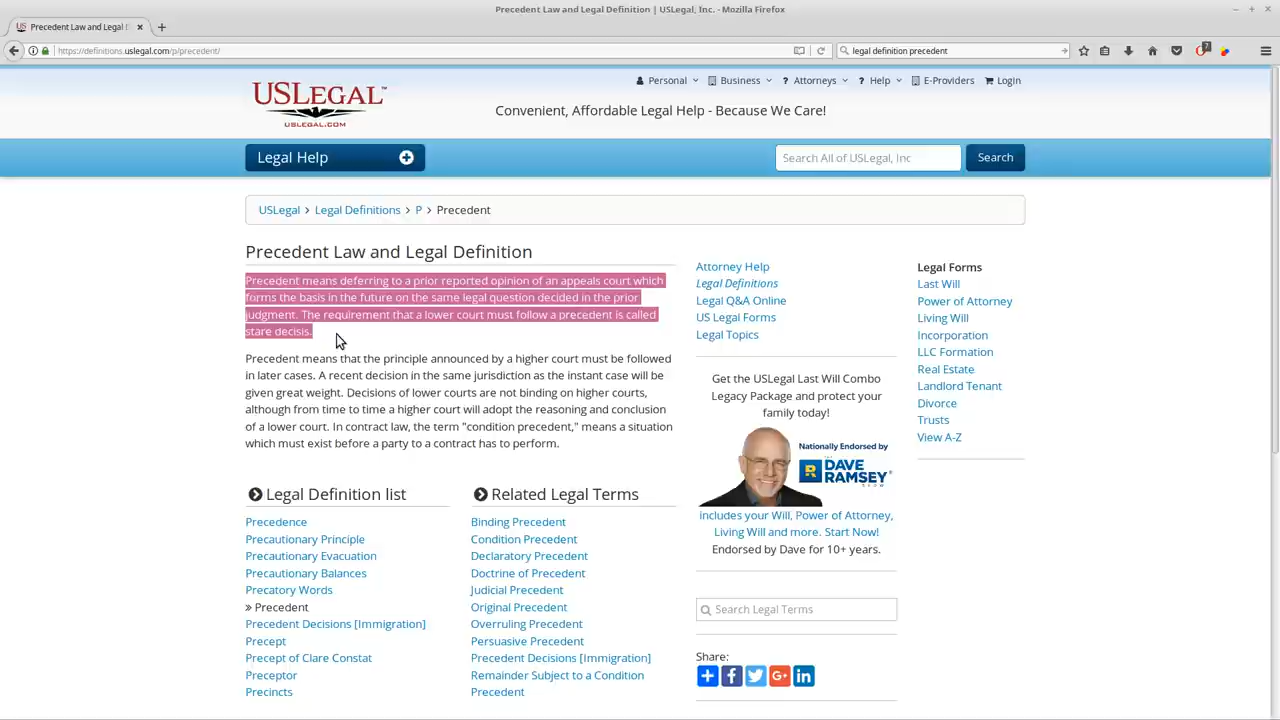 Precedent Law and Legal Definition | USLegal, Inc. - Mozilla Firefox
Precedent Law and Legal I
https://definitions.uslegal.com/p/precedent/
legal definition precedent
7
Personal Business Attorneys Help E-Providers Login
USLEGAL™
USLEGAL.COM
Convenient, Affordable Legal Help - Because We Care!
Legal Help
Search All of USLegal, Inc
Search
USLegal > Legal Definitions > P > Precedent
Precedent Law and Legal Definition
Precedent means deferring to a prior reported opinion of an appeals court which
forms the basis in the future on the same legal question decided in the prior
judgment. The requirement that a lower court must follow a precedent is called
stare decisis.
Precedent means that the principle announced by a higher court must be followed
in later cases. A recent decision in the same jurisdiction as the instant case will be
given great weight. Decisions of lower courts are not binding on higher courts,
although from time to time a higher court will adopt the reasoning and conclusion
of a lower court. In contract law, the term "condition precedent," means a situation
which must exist before a party to a contract has to perform.
Legal Definition list
Precedence
Precautionary Principle
Precautionary Evacuation
Precautionary Balances
Precatory Words
» Precedent
Precedent Decisions [Immigration]
Precept
Precept of Clare Constat
Preceptor
Precincts
Related Legal Terms
Binding Precedent
Condition Precedent
Declaratory Precedent
Doctrine of Precedent
Judicial Precedent
Original Precedent
Overruling Precedent
Persuasive Precedent
Precedent Decisions [Immigration]
Remainder Subject to a Condition
Precedent
Attorney Help
Legal Definitions
Legal Q&A Online
US Legal Forms
Legal Topics
Get the USLegal Last Will Combo
Legacy Package and protect your
family today!
Nationally Endorsed by
THE
DAVE
RAMSEY
SHOW
includes your Will, Power of Attorney,
Living Will and more. Start Now!
Endorsed by Dave for 10+ years.
Search Legal Terms
Share:
Legal Forms
Last Will
Power of Attorney
Living Will
Incorporation
LLC Formation
Real Estate
Landlord Tenant
Divorce
Trusts
View A-Z